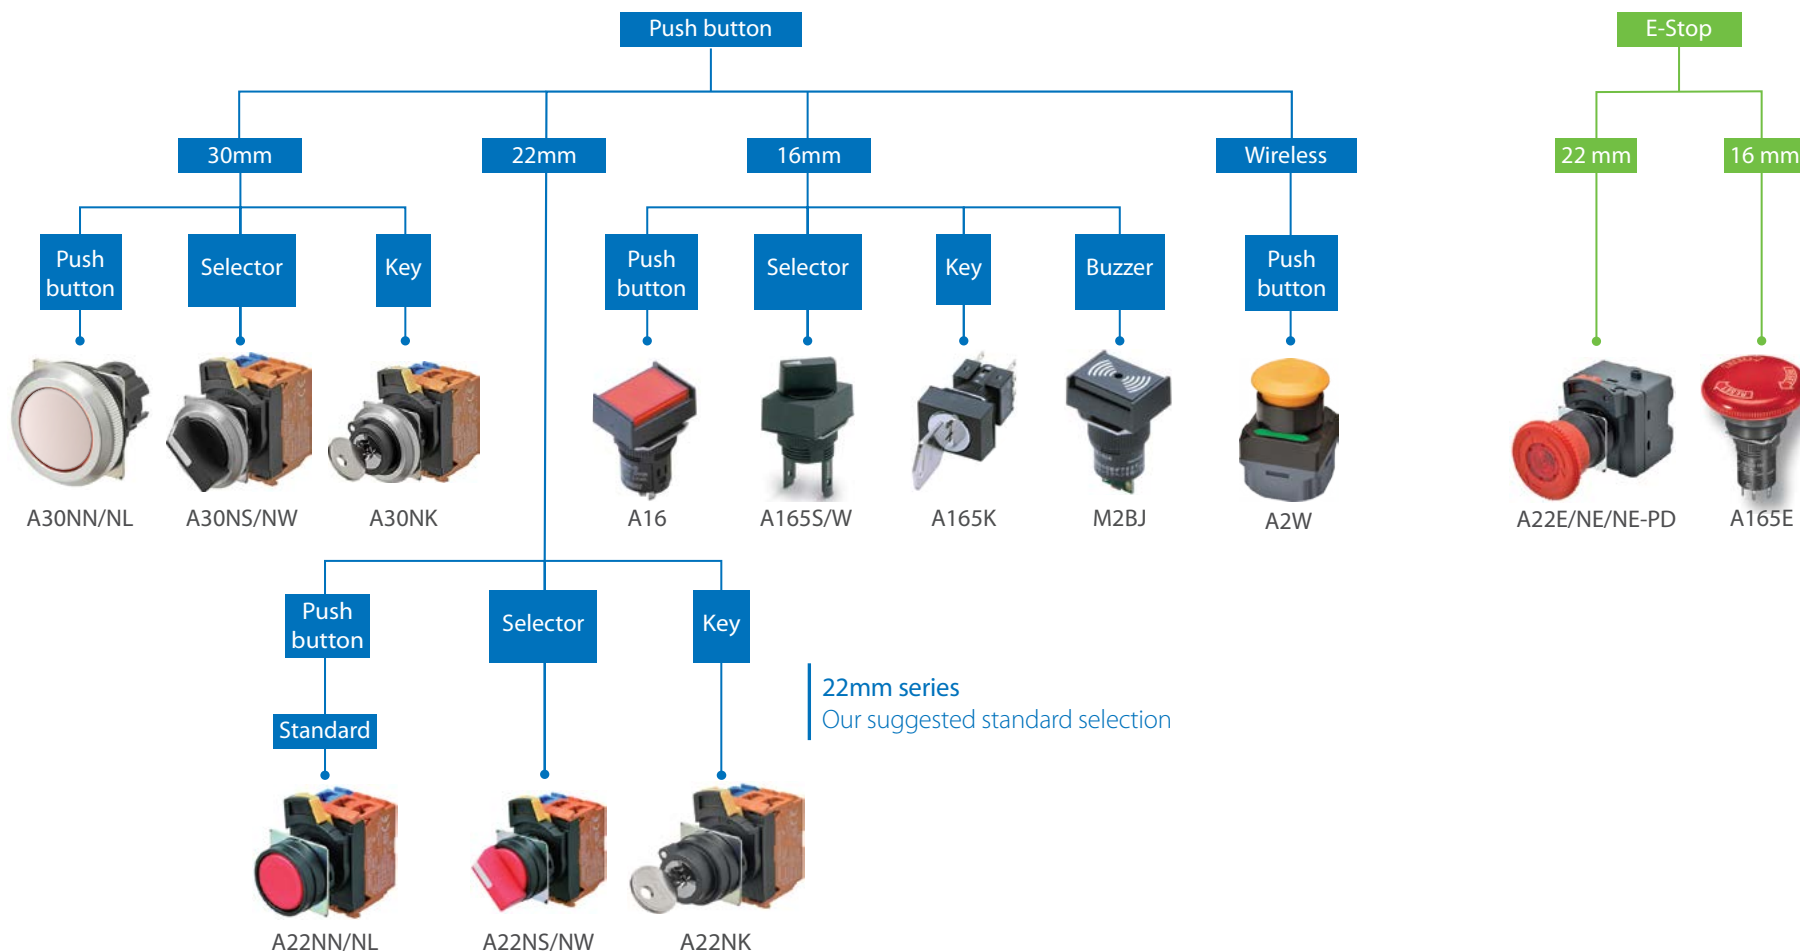 Push button
E-Stop
30mm
22mm
16mm
Wireless
22 mm
16 mm
Push
button
Selector
Key
Push
button
Selector
Key
Buzzer
Push
button
A30NN/NL
A30NS/NW
A30NK
A16
A165S/W
A165K
M2BJ
A2W
A22E/NE/NE-PD
A165E
Push
button
Selector
Key
22mm series
Our suggested standard selection
Standard
A22NN/NL
A22NS/NW
A22NK